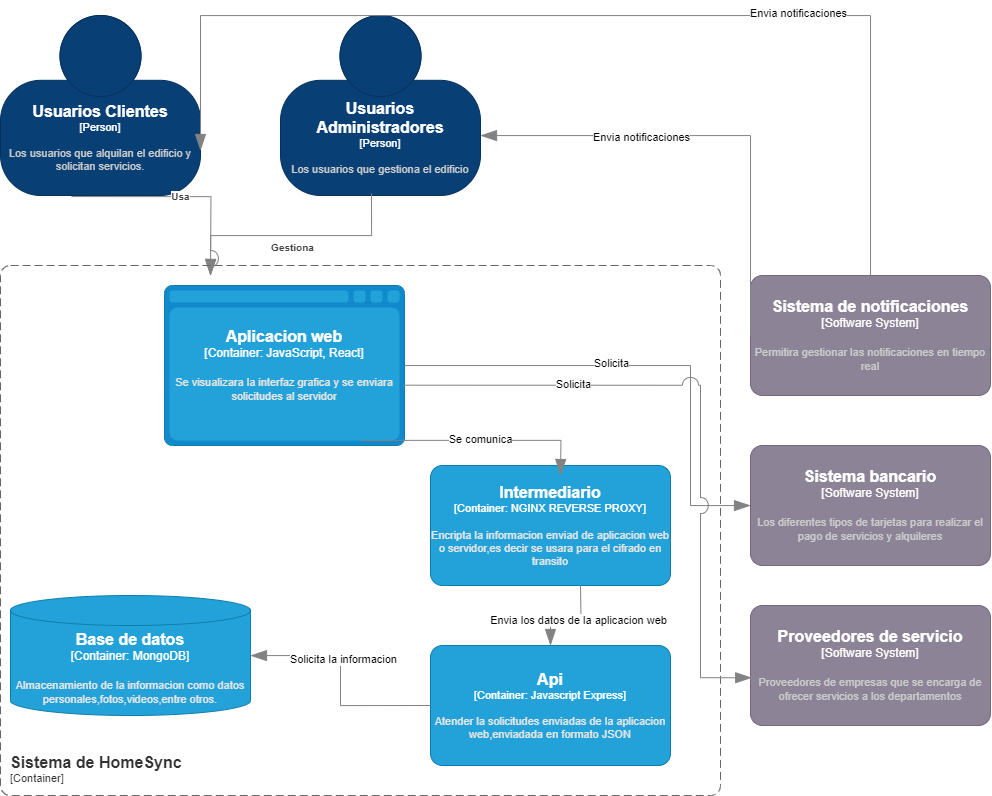 Envia notificaciones
Usuarios Clientes
[Person]
Los usuarios que alquilan el edificio y
solicitan servicios.
Usuarios
Administradores
[Person]
Los usuarios que gestiona el edificio
Envia notificaciones
Usa
Gestiona
Aplicacion web
[Container: JavaScript, React]
Se visualizara la interfaz grafica y se enviara
solicitudes al servidor
Sistema de notificaciones
[Software System]
Permitira gestionar las notificaciones en tiempo
real
Solicita
Solicita
Se comunica
Intermediario
[Container: NGINX REVERSE PROXY]
Encripta la informacion enviad de aplicacion web
o servidor,es decir se usara para el cifrado en
transito
Sistema bancario
[Software System]
Los diferentes tipos de tarjetas para realizar el
pago de servicios y alquileres
Envia los datos de la aplicacion web
Base de datos
[Container: MongoDB]
Almacenamiento de la informacion como datos
personales,fotos,videos,entre otros.
Solicita la informacion
Api
[Container: Javascript Express]
Atender la solicitudes enviadas de la aplicacion
web,enviadada en formato JSON
Proveedores de servicio
[Software System]
Proveedores de empresas que se encarga de
ofrecer servicios a los departamentos
Sistema de HomeSync
[Container]